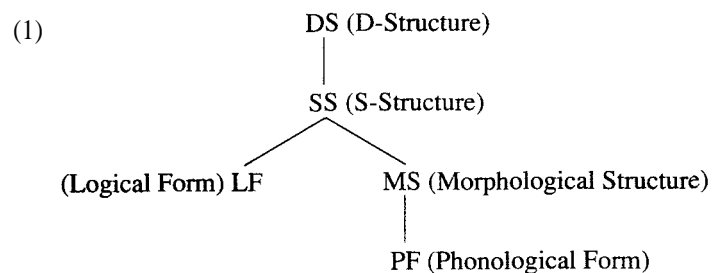 (1)
DS (D-Structure)
SS (S-Structure)
(Logical Form) LF
MS (Morphological Structure)
PF (Phonological Form)